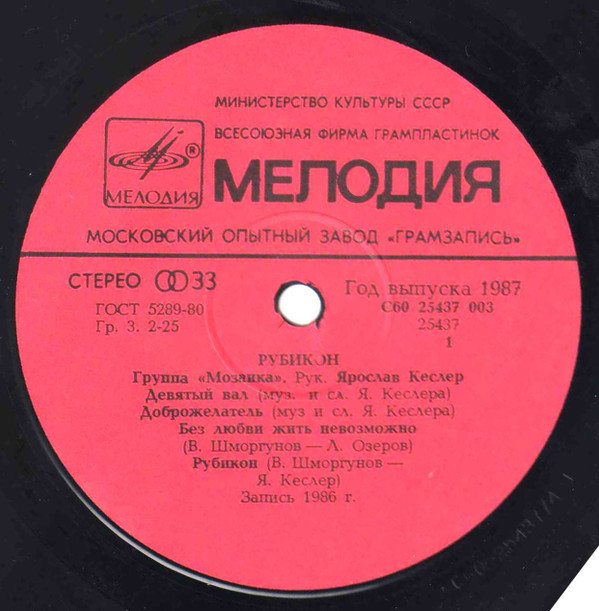 МИНИСТЕРСТВО КУЛЬТУРЫ СССР
ВСЕСОЮЗНАЯ ФИРМА ГРАМПЛАСТИНОК
®
МЕЛОДИЯ
МЕЛОДИЯ
МОСКОВСКИЙ ОПЫТНЫЙ ЗАВОД «ГРАМЗАПИСЬ»
СТЕРЕО 33
Год выпуска 1987
ГОСТ 5289-80
С60 25437 003
Гр. 3. 2-25
25437
1
РУБИКОН
Группа «Мозаика». Рук. Ярослав Кеслер
Девятый вал (муз. и сл. Я. Кеслера)
Доброжелатель (муз и сл. Я. Кеслера)
Без любви жить невозможно
(В. Шморгунов — Л. Озеров)
Рубикон (В. Шморгунов —
Я. Кеслер)
Запись 1986 г.